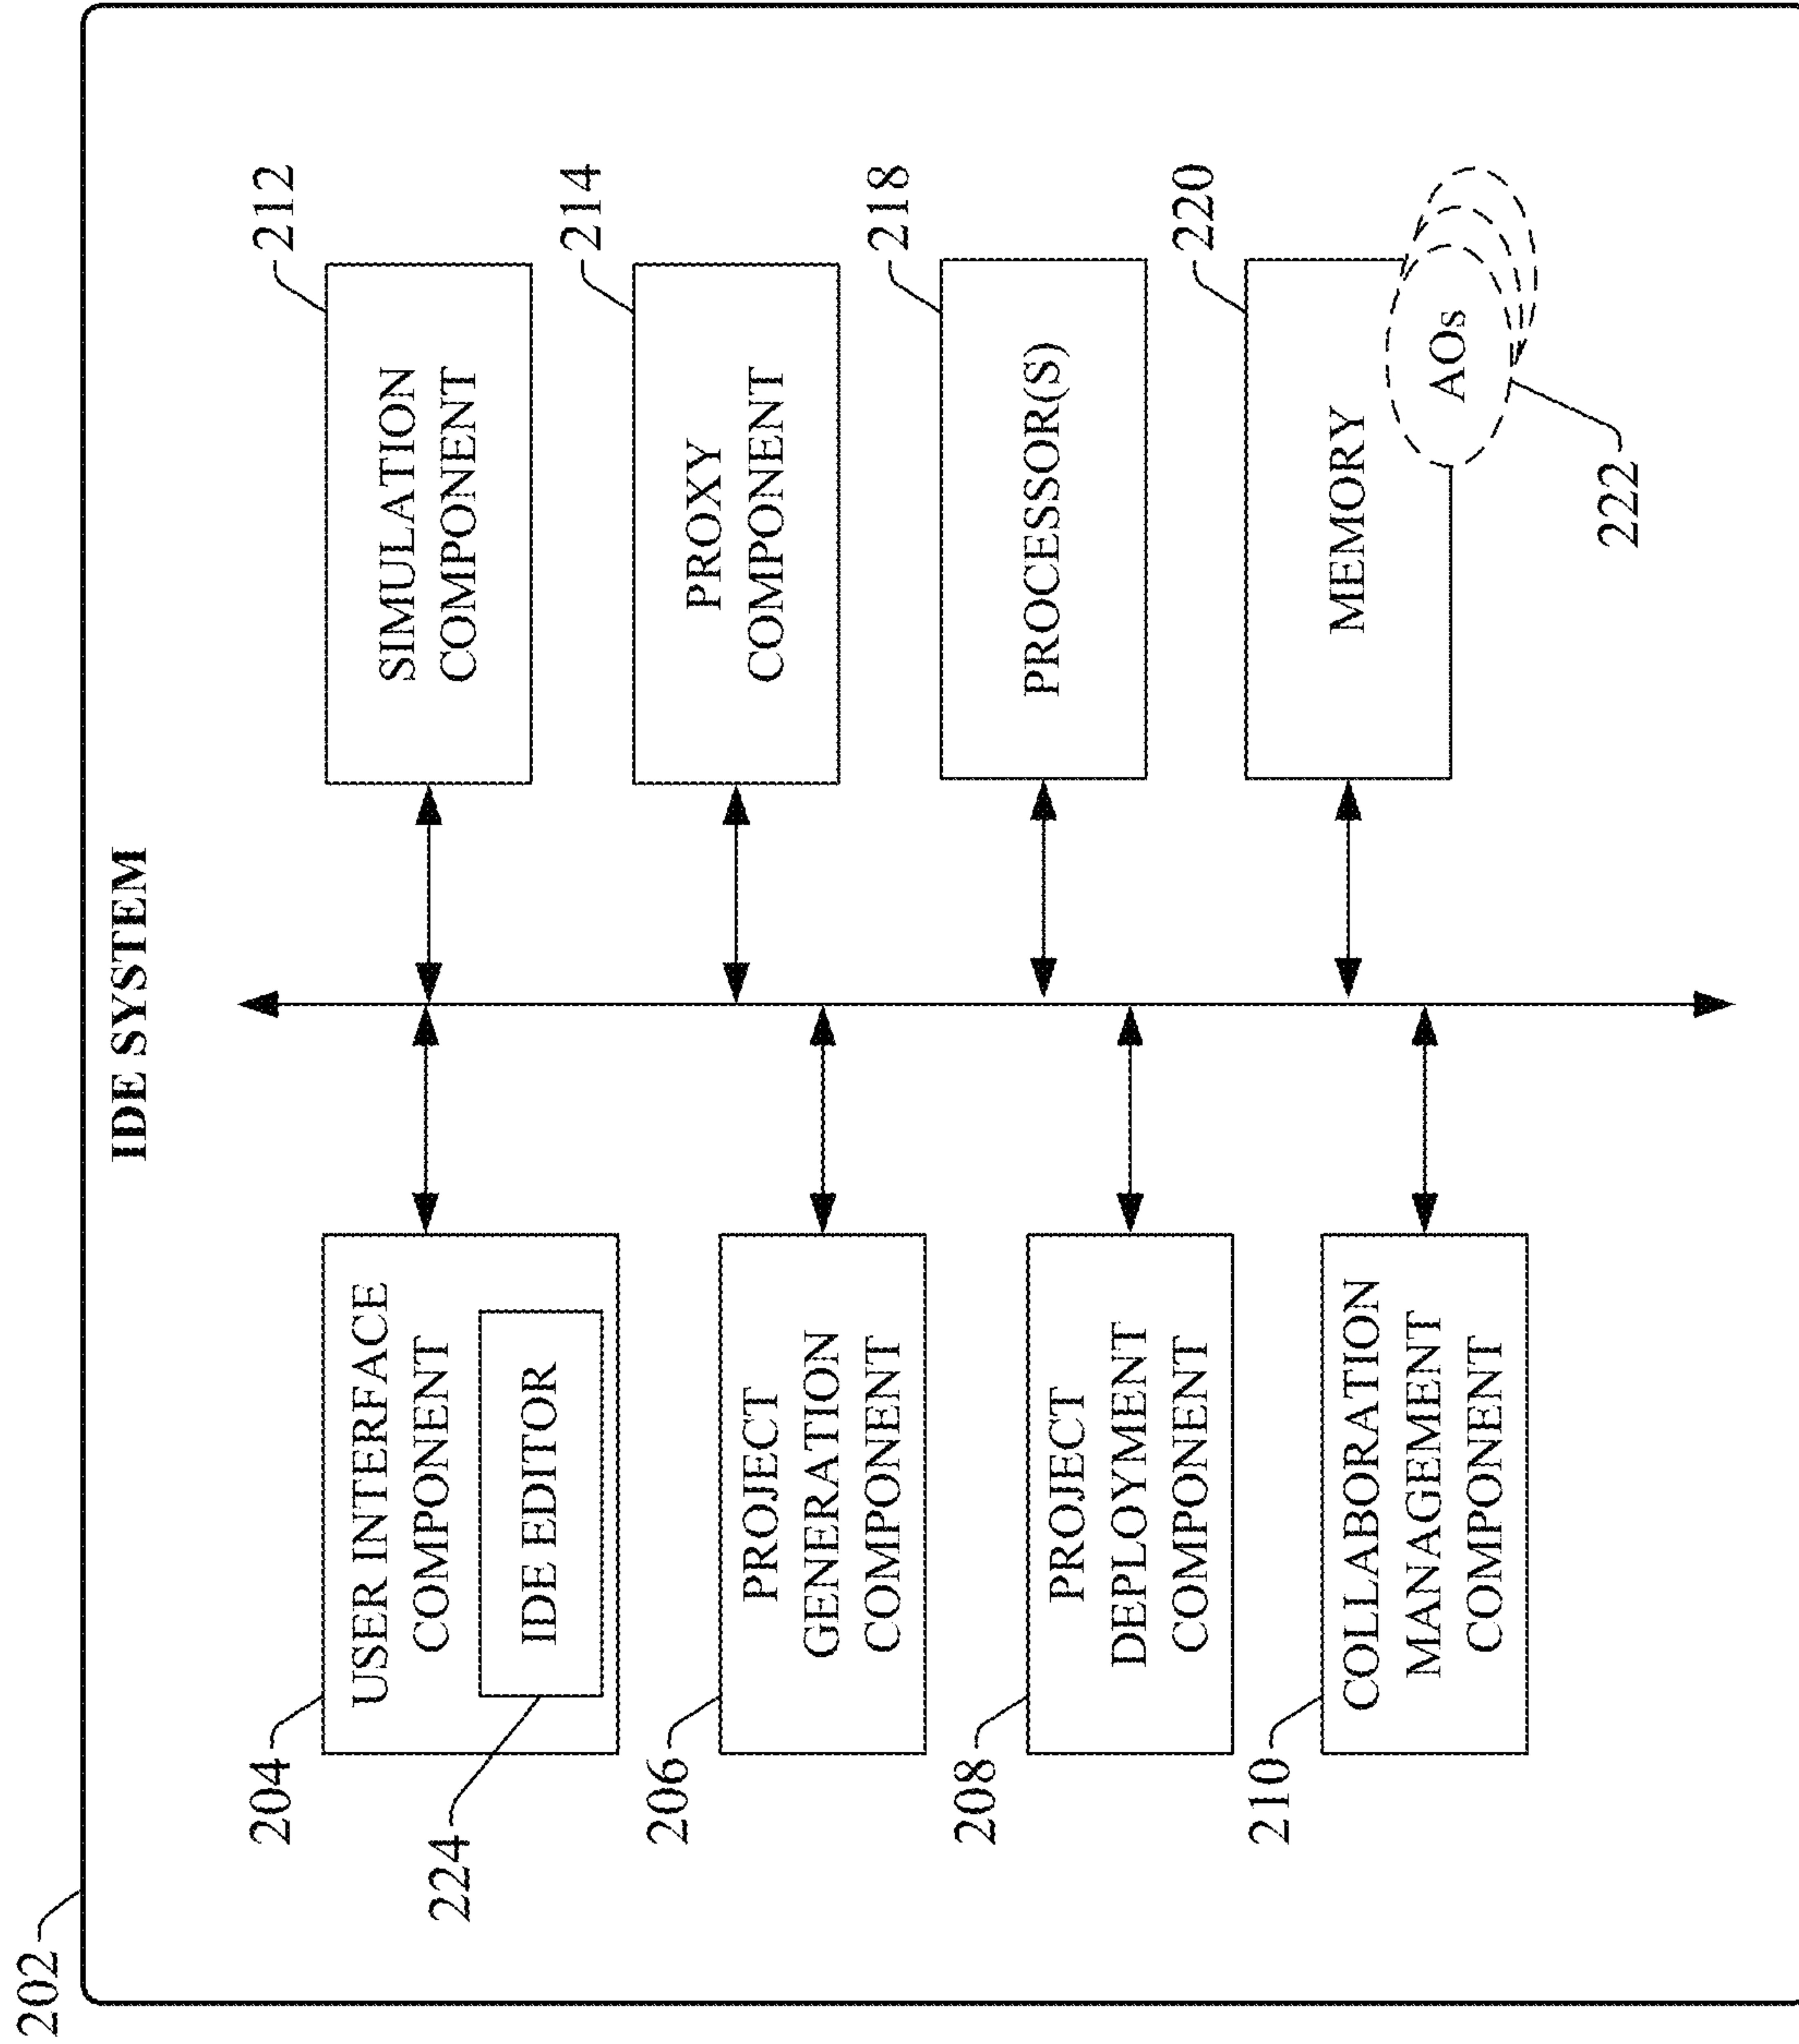 202
IDE SYSTEM
204
USER INTERFACE
COMPONENT
224
IDE EDITOR
206
PROJECT
GENERATION
COMPONENT
208
PROJECT
DEPLOYMENT
COMPONENT
210
COLLABORATION
MANAGEMENT
COMPONENT
212
SIMULATION
COMPONENT
214
PROXY
COMPONENT
218
PROCESSOR(S)
220
MEMORY
AOs
222